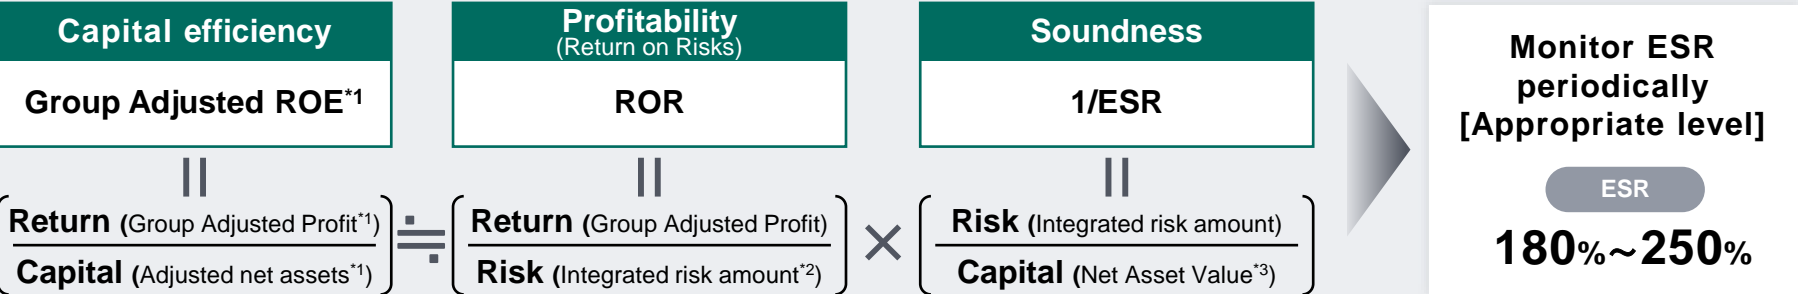 Capital efficiency
Group Adjusted ROE*1
||
Return (Group Adjusted Profit*1)
Capital (Adjusted net assets*1)
≒
Profitability
(Return on Risks)
ROR
||
Return (Group Adjusted Profit)
Risk (Integrated risk amount*2)
×
Soundness
1/ESR
||
Risk (Integrated risk amount)
Capital (Net Asset Value*3)
Monitor ESR
periodically
[Appropriate level]
ESR
180%~250%